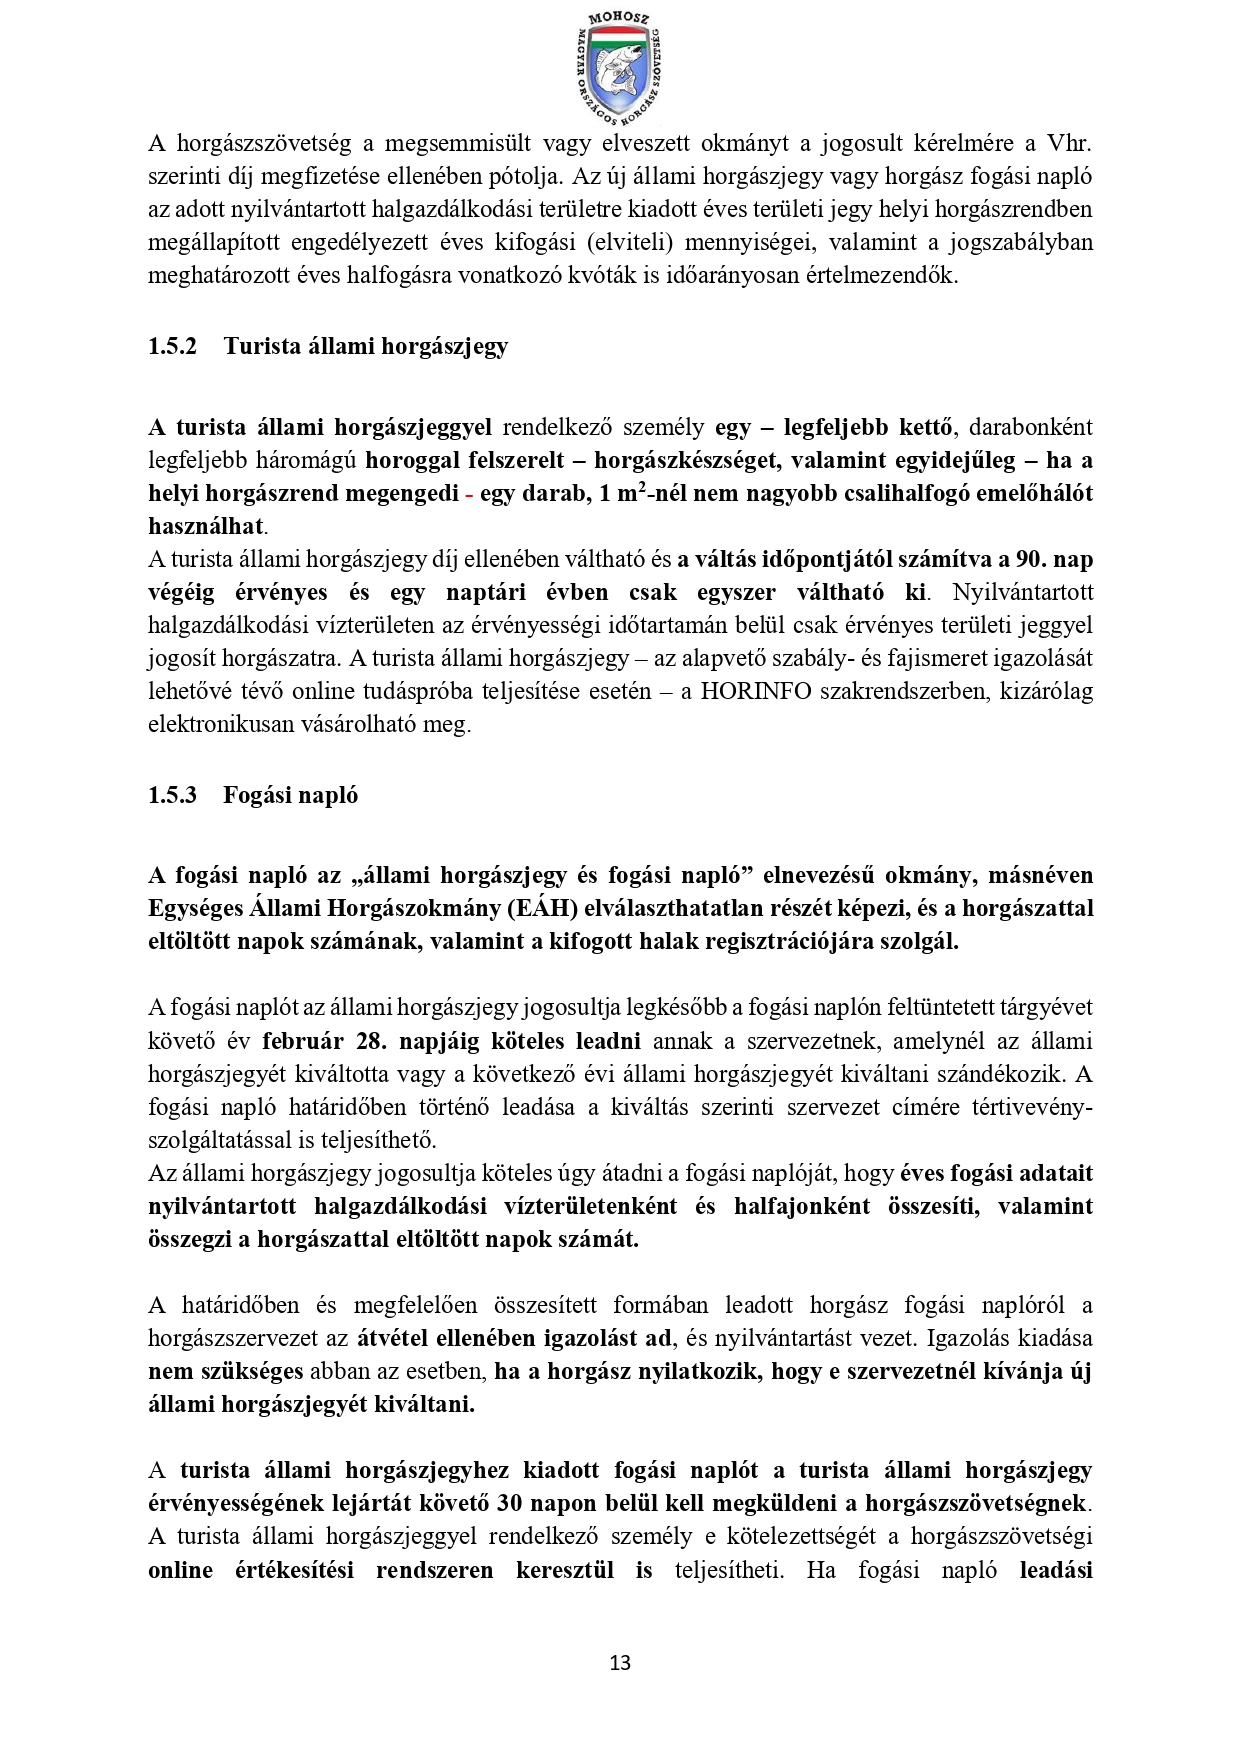 MOHOSZ
MAGYAR ORSZÁGOS HORGÁSZ SZÖVETSÉG
A horgászszövetség a megsemmisült vagy elveszett okmányt a jogosult kérelmére a Vhr.
szerinti díj megfizetése ellenében pótolja. Az új állami horgászjegy vagy horgász fogási napló
az adott nyilvántartott halgazdálkodási területre kiadott éves területi jegy helyi horgászrendben
megállapított engedélyezett éves kifogási (elviteli) mennyiségei, valamint a jogszabályban
meghatározott éves halfogásra vonatkozó kvóták is időarányosan értelmezendők.
1.5.2 Turista állami horgászjegy
A turista állami horgászjeggyel rendelkező személy egy – legfeljebb kettő, darabonként
legfeljebb háromágú horoggal felszerelt – horgászkészséget, valamint egyidejűleg – ha a
helyi horgászrend megengedi - egy darab, 1 m²-nél nem nagyobb csalihalfogó emelőhálót
használhat.
A turista állami horgászjegy díj ellenében váltható és a váltás időpontjától számítva a 90. nap
végéig érvényes és egy naptári évben csak egyszer váltható ki. Nyilvántartott
halgazdálkodási vízterületen az érvényességi időtartamán belül csak érvényes területi jeggyel
jogosít horgászatra. A turista állami horgászjegy – az alapvető szabály- és fajismeret igazolását
lehetővé tévő online tudáspróba teljesítése esetén – a HORINFO szakrendszerben, kizárólag
elektronikusan vásárolható meg.
1.5.3 Fogási napló
A fogási napló az „állami horgászjegy és fogási napló” elnevezésű okmány, másnéven
Egységes Állami Horgászokmány (EÁH) elválaszthatatlan részét képezi, és a horgászattal
eltöltött napok számának, valamint a kifogott halak regisztrációjára szolgál.
A fogási naplót az állami horgászjegy jogosultja legkésőbb a fogási naplón feltüntetett tárgyévet
követő év február 28. napjáig köteles leadni annak a szervezetnek, amelynél az állami
horgászjegyét kiváltotta vagy a következő évi állami horgászjegyét kiváltani szándékozik. A
fogási napló határidőben történő leadása a kiváltás szerinti szervezet címére tértivevény-
szolgáltatással is teljesíthető.
Az állami horgászjegy jogosultja köteles úgy átadni a fogási naplóját, hogy éves fogási adatait
nyilvántartott halgazdálkodási vízterületenként és halfajonként összesíti, valamint
összegzi a horgászattal eltöltött napok számát.
A határidőben és megfelelően összesített formában leadott horgász fogási naplóról a
horgászszervezet az átvétel ellenében igazolást ad, és nyilvántartást vezet. Igazolás kiadása
nem szükséges abban az esetben, ha a horgász nyilatkozik, hogy e szervezetnél kívánja új
állami horgászjegyét kiváltani.
A turista állami horgászjegyhez kiadott fogási naplót a turista állami horgászjegy
érvényességének lejártát követő 30 napon belül kell megküldeni a horgászszövetségnek.
A turista állami horgászjeggyel rendelkező személy e kötelezettségét a horgászszövetségi
online értékesítési rendszeren keresztül is teljesítheti. Ha fogási napló leadási
13